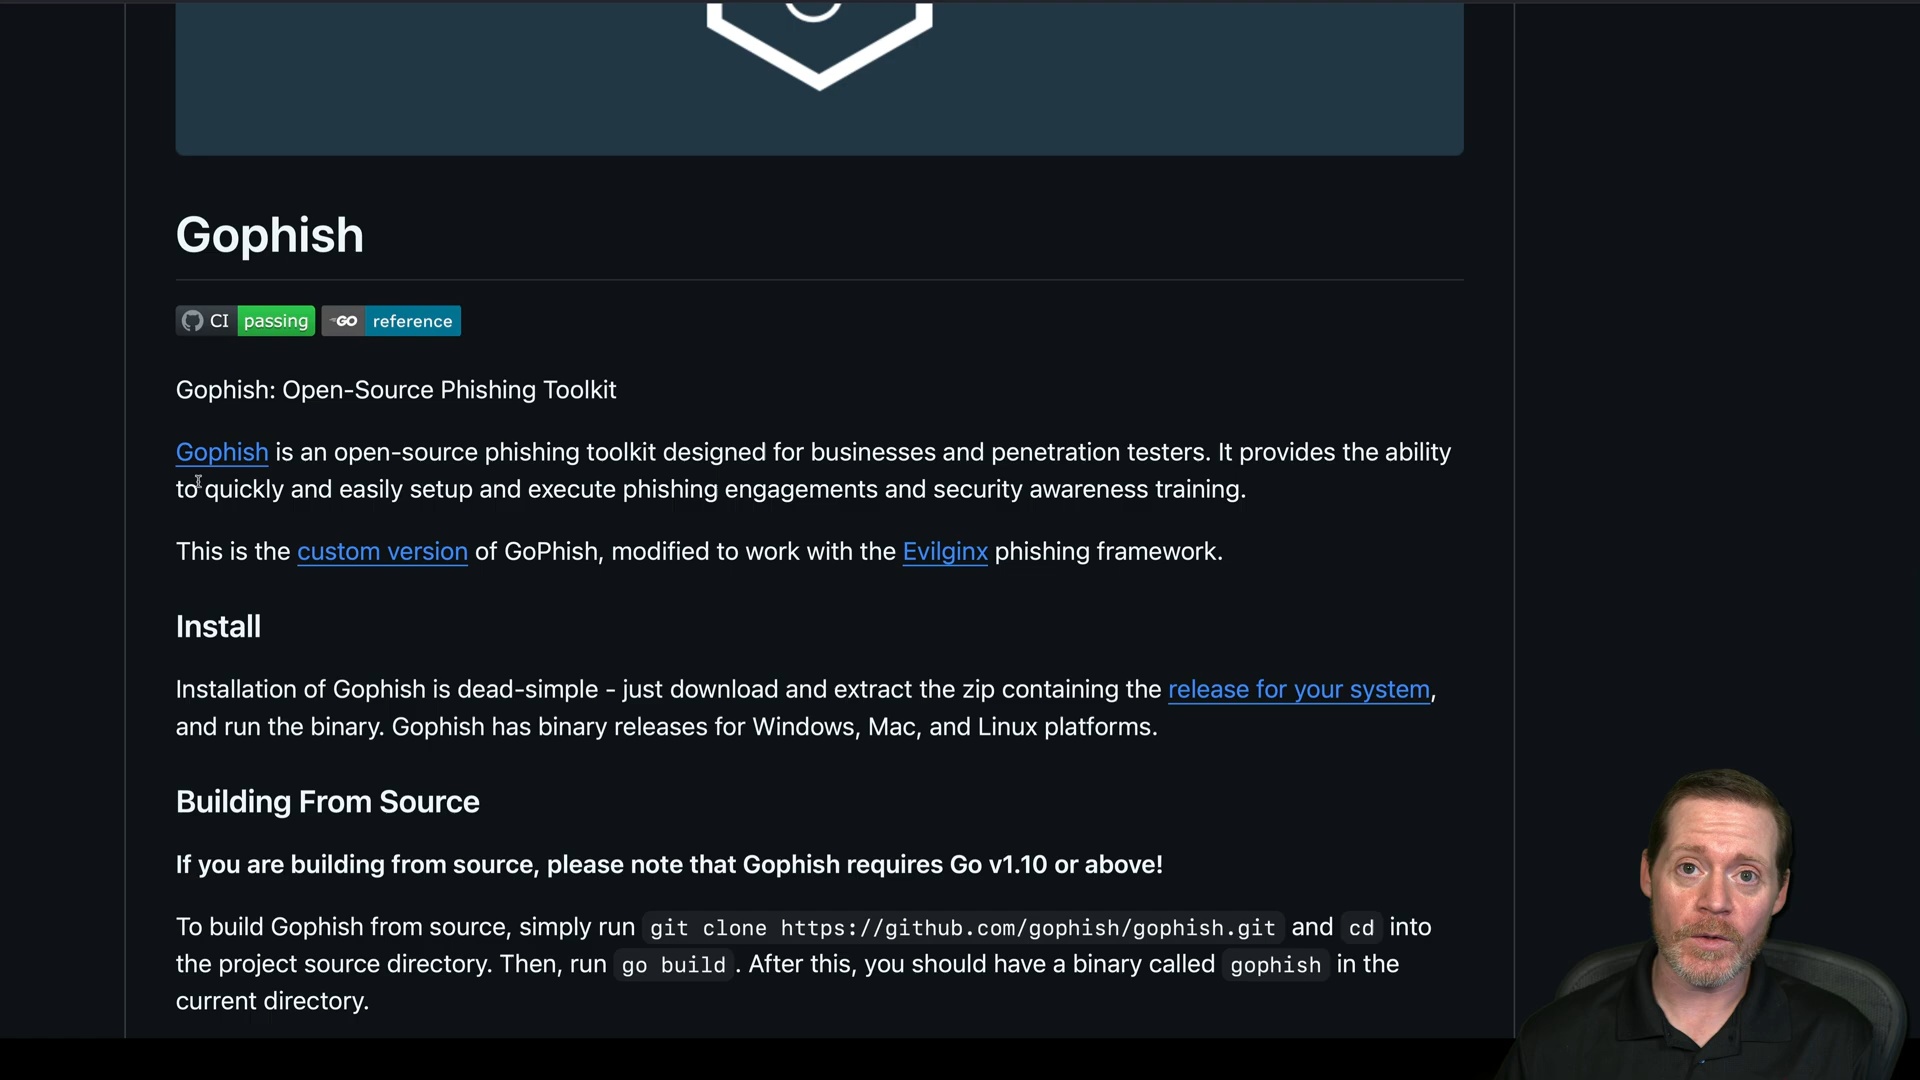 Gophish
CI passing GO reference
Gophish: Open-Source Phishing Toolkit
Gophish is an open-source phishing toolkit designed for businesses and penetration testers. It provides the ability
to quickly and easily setup and execute phishing engagements and security awareness training.
This is the custom version of GoPhish, modified to work with the Evilginx phishing framework.
Install
Installation of Gophish is dead-simple - just download and extract the zip containing the release for your system,
and run the binary. Gophish has binary releases for Windows, Mac, and Linux platforms.
Building From Source
If you are building from source, please note that Gophish requires Go v1.10 or above!
To build Gophish from source, simply run git clone https://github.com/gophish/gophish.git and cd into
the project source directory. Then, run go build . After this, you should have a binary called gophish in the
current directory.